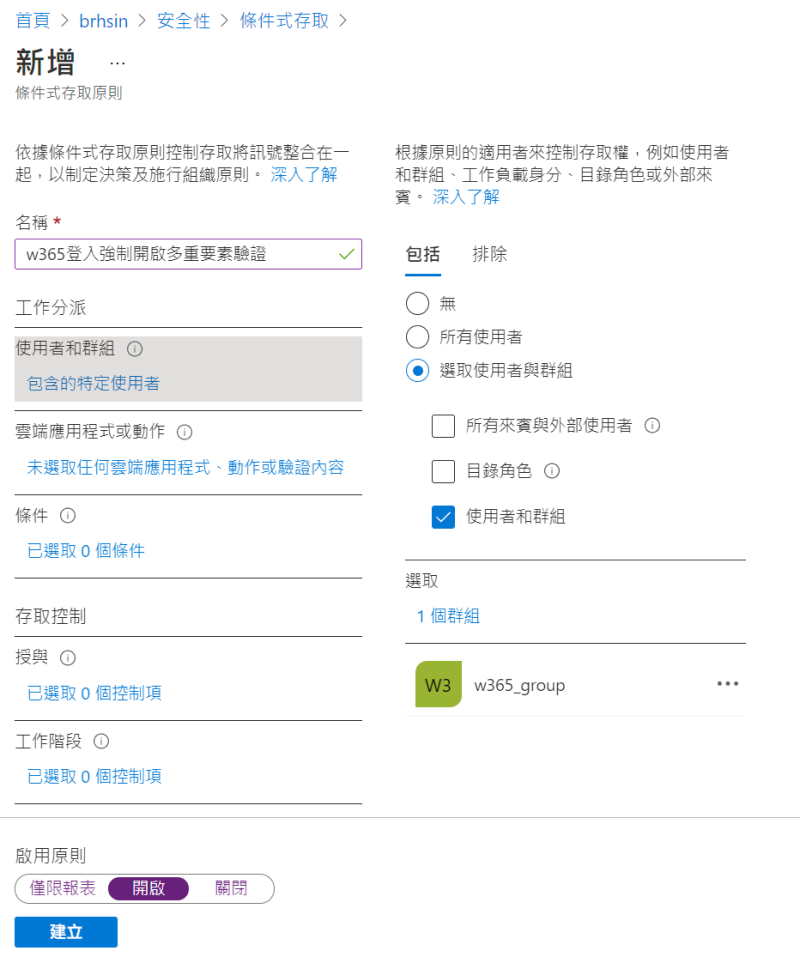 首頁 > brhsin > 安全性 > 條件式存取 >
新增 …
條件式存取原則
依據條件式存取原則控制存取將訊號整合在一
起，以制定決策及施行組織原則。 深入了解
名稱 *
w365登入強制開啟多重要素驗證
工作分派
使用者和群組
包含的特定使用者
雲端應用程式或動作
未選取任何雲端應用程式、動作或驗證內容
條件
已選取 0 個條件
存取控制
授與
已選取 0 個控制項
工作階段
已選取 0 個控制項
根據原則的適用者來控制存取權，例如使用者
和群組、工作負載身分、目錄角色或外部來
賓。 深入了解
包括 排除
無
所有使用者
選取使用者與群組
所有來賓與外部使用者
目錄角色
使用者和群組
選取
1 個群組
W3 w365_group
啟用原則
僅限報表 開啟 關閉
建立